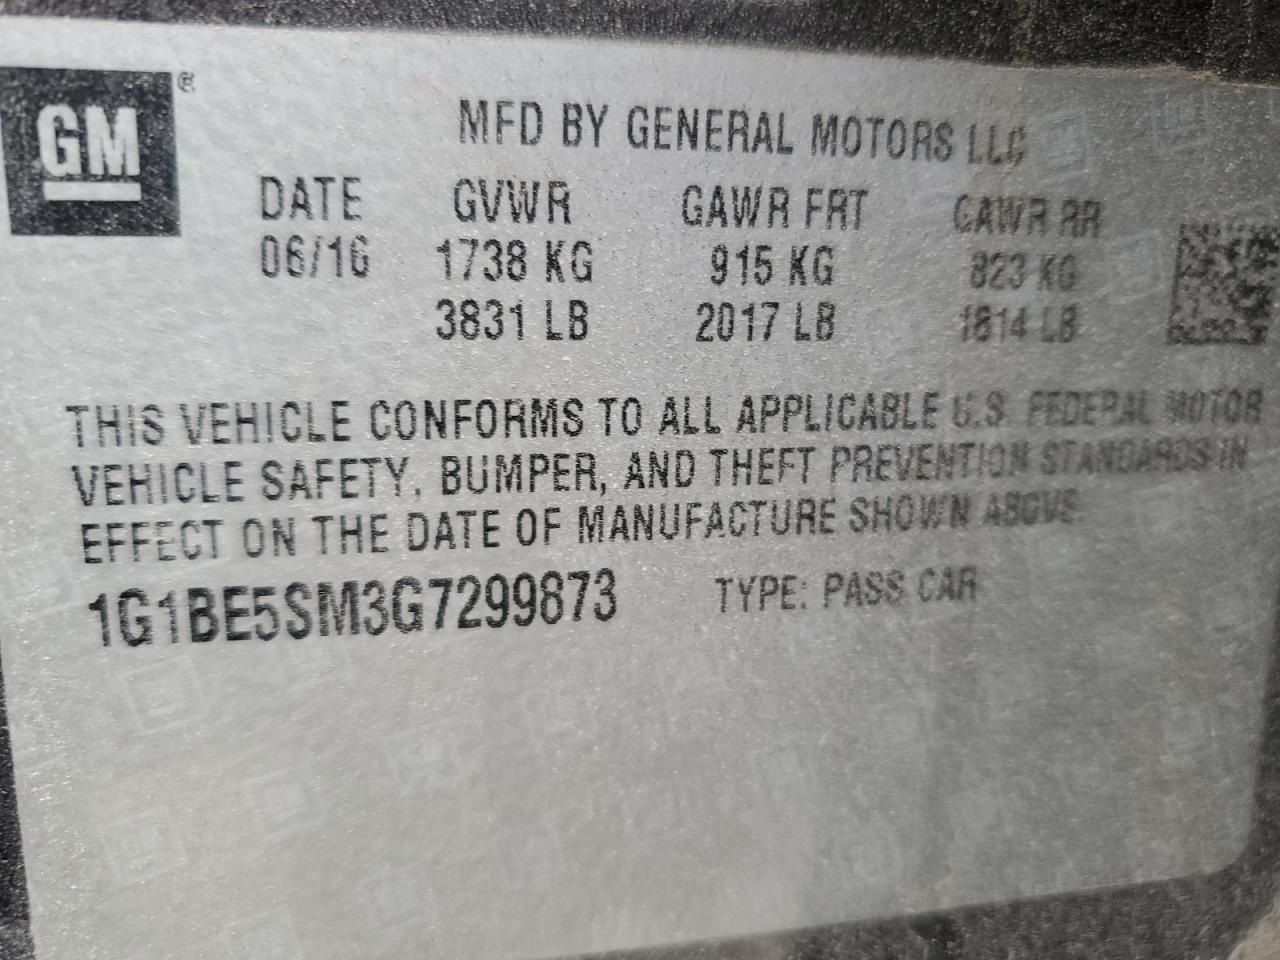 GM®
MFD BY GENERAL MOTORS LLC
DATE GVWR GAWR FRT GAWR RR
06/16 1738 KG 915 KG 823 KG
3831 LB 2017 LB 1814 LB
THIS VEHICLE CONFORMS TO ALL APPLICABLE U.S. FEDERAL MOTOR
VEHICLE SAFETY, BUMPER, AND THEFT PREVENTION STANDARDS IN
EFFECT ON THE DATE OF MANUFACTURE SHOWN ABOVE
1G1BE5SM3G7299873 TYPE: PASS CAR